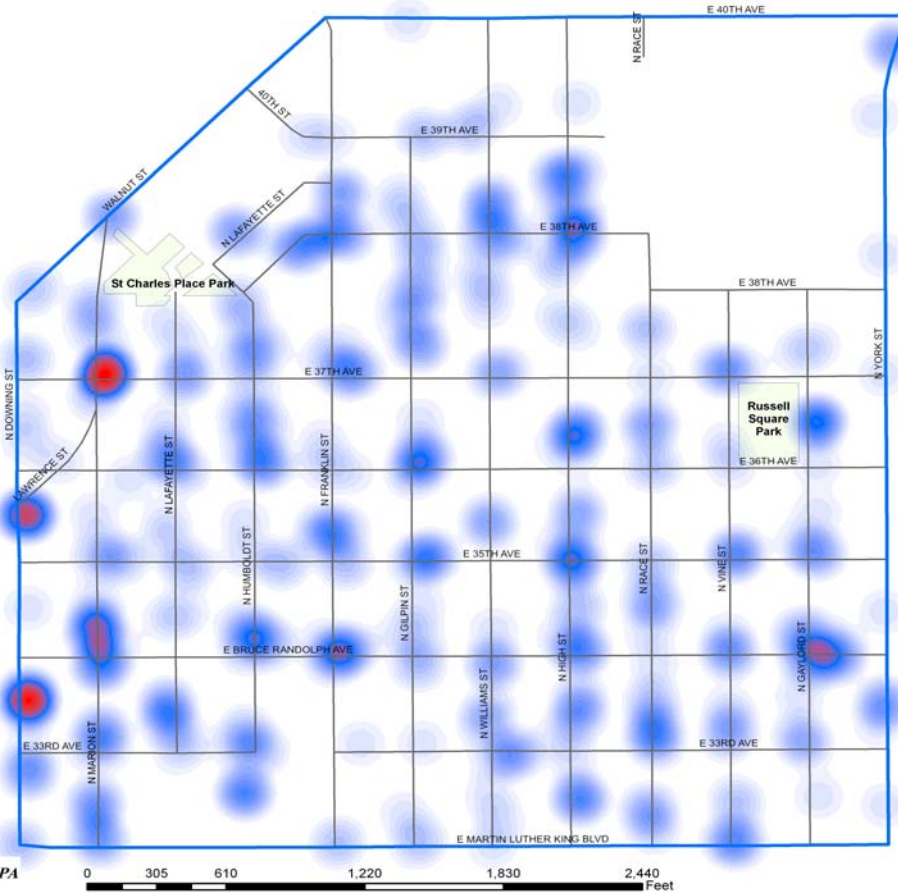 E 40TH AVE
N RACE ST
40TH ST
E 39TH AVE
WALNUT ST
N LAFAYETTE ST
E 38TH AVE
St Charles Place Park
E 38TH AVE
N YORK ST
E 37TH AVE
N DOWNING ST
Russell
Square
Park
LAWRENCE ST
N LAFAYETTE ST
N FRANKLIN ST
E 36TH AVE
N HUMBOLDT ST
E 35TH AVE
N RACE ST
N VINE ST
N GILPIN ST
E BRUCE RANDOLPH AVE
N HIGH ST
N GAYLORD ST
N WILLIAMS ST
E 33RD AVE
N MARION ST
E 33RD AVE
E MARTIN LUTHER KING BLVD
PA
0 305 610 1,220 1,830 2,440
Feet